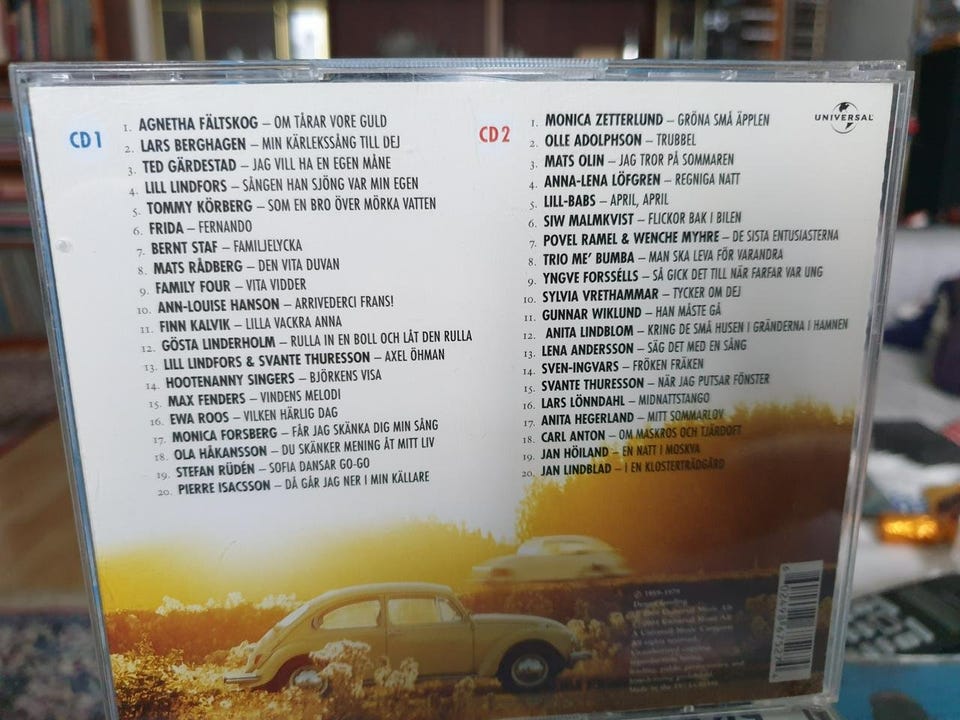 CD 1
1. AGNETHA FÄLTSKOG – OM TÅRAR VORE GULD
2. LARS BERGHAGEN – MIN KÄRLEKSSÅNG TILL DEJ
3. TED GÄRDESTAD – JAG VILL HA EN EGEN MÅNE
4. LILL LINDFORS – SÅNGEN HAN SJÖNG VAR MIN EGEN
5. TOMMY KÖRBERG – SOM EN BRO ÖVER MÖRKA VATTEN
6. FRIDA – FERNANDO
7. BERNT STAF – FAMILJELYCKA
8. MATS RÅDBERG – DEN VITA DUVAN
9. FAMILY FOUR – VITA VIDDER
10. ANN-LOUISE HANSON – ARRIVEDERCI FRANS!
11. FINN KALVIK – LILLA VACKRA ANNA
12. GÖSTA LINDERHOLM – RULLA IN EN BOLL OCH LÅT DEN RULLA
13. LILL LINDFORS & SVANTE THURESSON – AXEL ÖHMAN
14. HOOTENANNY SINGERS – BJÖRKENS VISA
15. MAX FENDERS – VINDENS MELODI
16. EWA ROOS – VILKEN HÄRLIG DAG
17. MONICA FORSBERG – FÅR JAG SKÄNKA DIG MIN SÅNG
18. OLA HÅKANSSON – DU SKÄNKER MENING ÅT MITT LIV
19. STEFAN RÜDÉN – SOFIA DANSAR GO-GO
20. PIERRE ISACSSON – DÅ GÅR JAG NER I MIN KÄLLARE
CD 2
1. MONICA ZETTERLUND – GRÖNA SMÅ ÄPPLEN
2. OLLE ADOLPHSON – TRUBBEL
3. MATS OLIN – JAG TROR PÅ SOMMAREN
4. ANNA-LENA LÖFGREN – REGNIGA NATT
5. LILL-BABS – APRIL, APRIL
6. SIW MALMKVIST – FLICKOR BAK I BILEN
7. POVEL RAMEL & WENCHE MYHRE – DE SISTA ENTUSIASTERNA
8. TRIO ME' BUMBA – MAN SKA LEVA FÖR VARANDRA
9. YNGVE FORSSÉLLS – SÅ GICK DET TILL NÄR FARFAR VAR UNG
10. SYLVIA VRETHAMMAR – TYCKER OM DEJ
11. GUNNAR WIKLUND – HAN MÅSTE GÅ
12. ANITA LINDBLOM – KRING DE SMÅ HUSEN I GRÄNDERNA I HAMNEN
13. LENA ANDERSSON – SÄG DET MED EN SÅNG
14. SVEN-INGVARS – FRÖKEN FRÄKEN
15. SVANTE THURESSON – NÄR JAG PUTSAR FÖNSTER
16. LARS LÖNNDAHL – MIDNATTSTANGO
17. ANITA HEGERLAND – MITT SOMMARLOV
18. CARL ANTON – OM MASKROS OCH TJÄRDOFT
19. JAN HÖILAND – EN NATT I MOSKVA
20. JAN LINDBLAD – I EN KLOSTERTRÄDGÅRD
UNIVERSAL